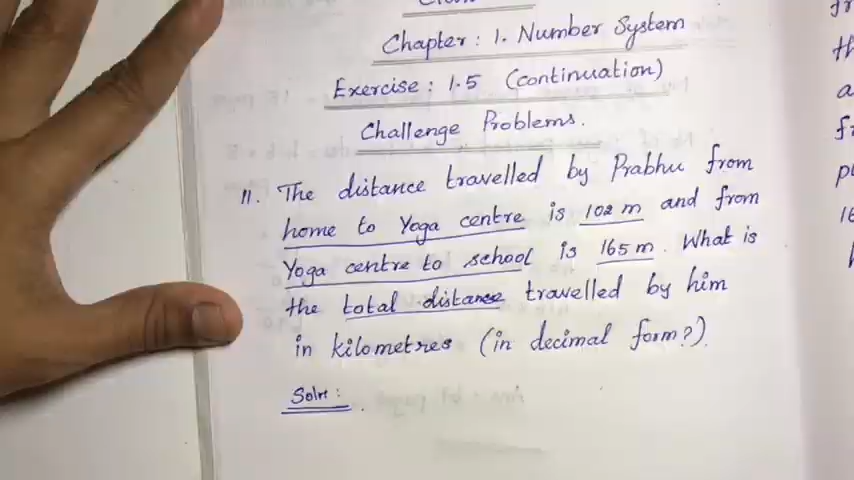 Chapter : 1. Number System
Exercise : 1.5 (continuation)
Challenge Problems.
11. The distance travelled by Prabhu from
home to Yoga centre is 102 m and from
Yoga centre to school is 165 m. What is
the total distance travelled by him
in kilometres (in decimal form?).
Soln: